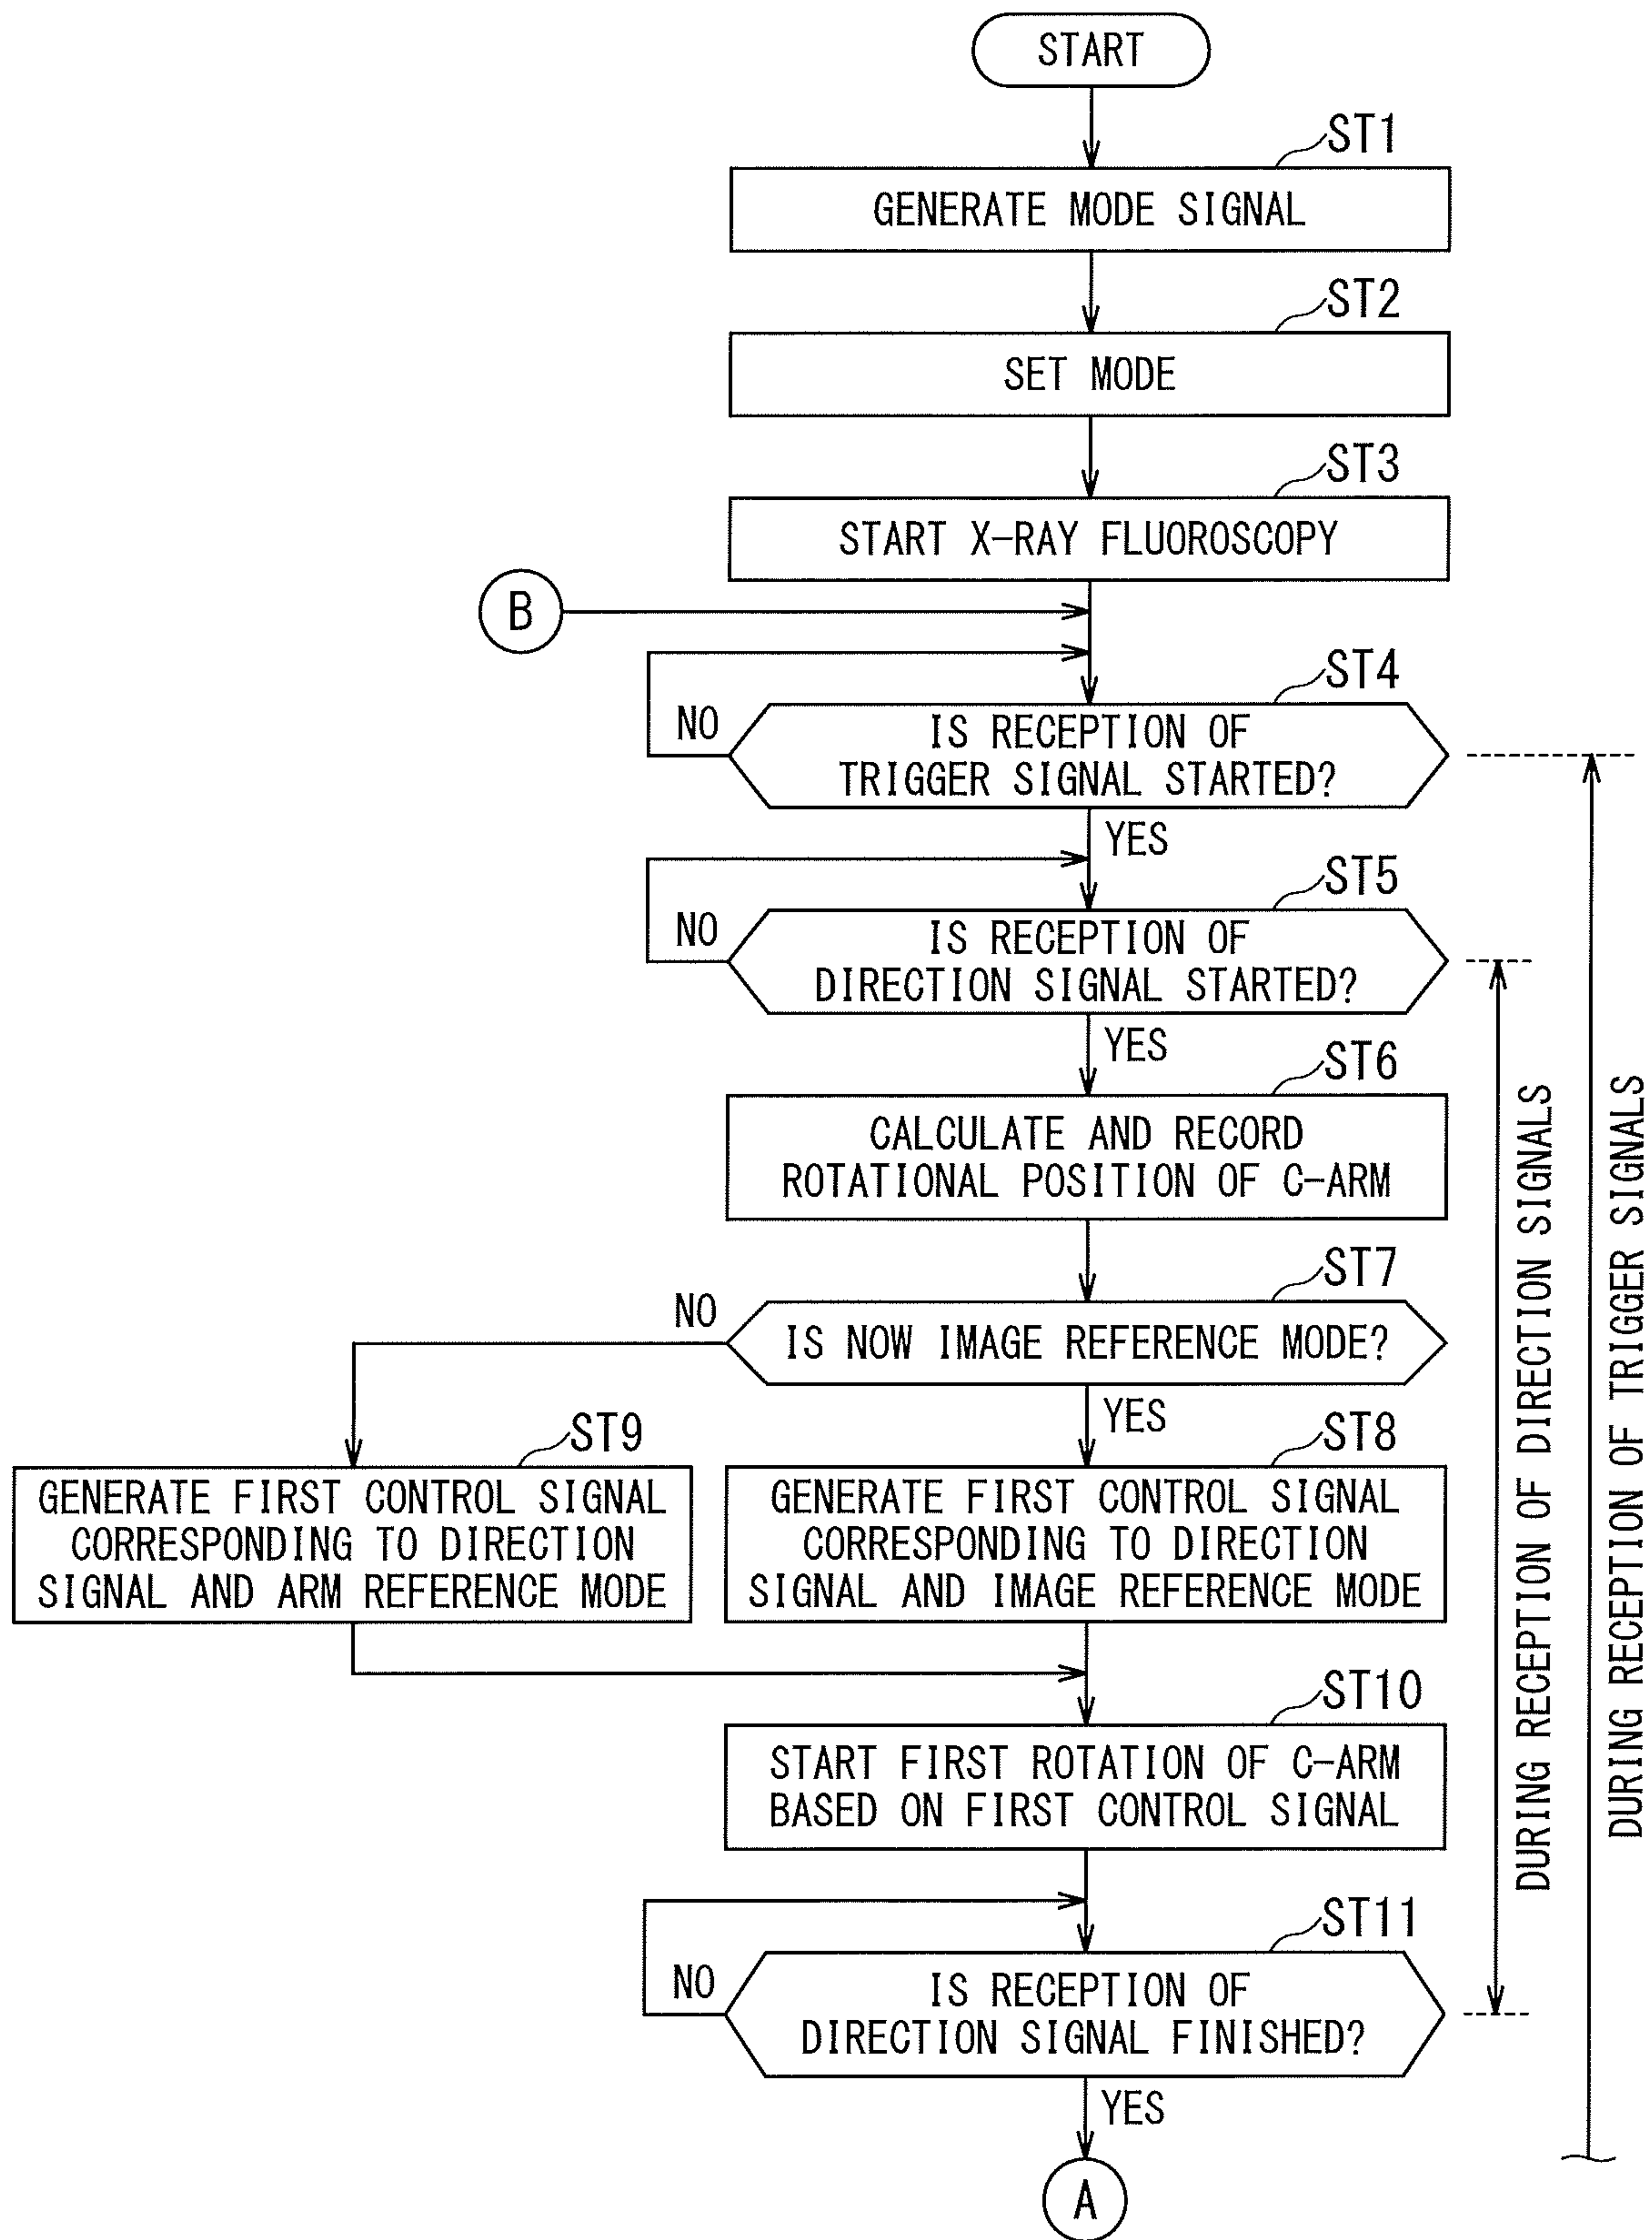 START
ST1
GENERATE MODE SIGNAL
ST2
SET MODE
ST3
START X-RAY FLUOROSCOPY
B
ST4
NO
IS RECEPTION OF
TRIGGER SIGNAL STARTED?
YES
ST5
NO
IS RECEPTION OF
DIRECTION SIGNAL STARTED?
YES
ST6
CALCULATE AND RECORD
ROTATIONAL POSITION OF C-ARM
ST7
NO
IS NOW IMAGE REFERENCE MODE?
YES
ST9
GENERATE FIRST CONTROL SIGNAL
CORRESPONDING TO DIRECTION
SIGNAL AND ARM REFERENCE MODE
ST8
GENERATE FIRST CONTROL SIGNAL
CORRESPONDING TO DIRECTION
SIGNAL AND IMAGE REFERENCE MODE
ST10
START FIRST ROTATION OF C-ARM
BASED ON FIRST CONTROL SIGNAL
ST11
NO
IS RECEPTION OF
DIRECTION SIGNAL FINISHED?
YES
A
DURING RECEPTION OF DIRECTION SIGNALS
DURING RECEPTION OF TRIGGER SIGNALS